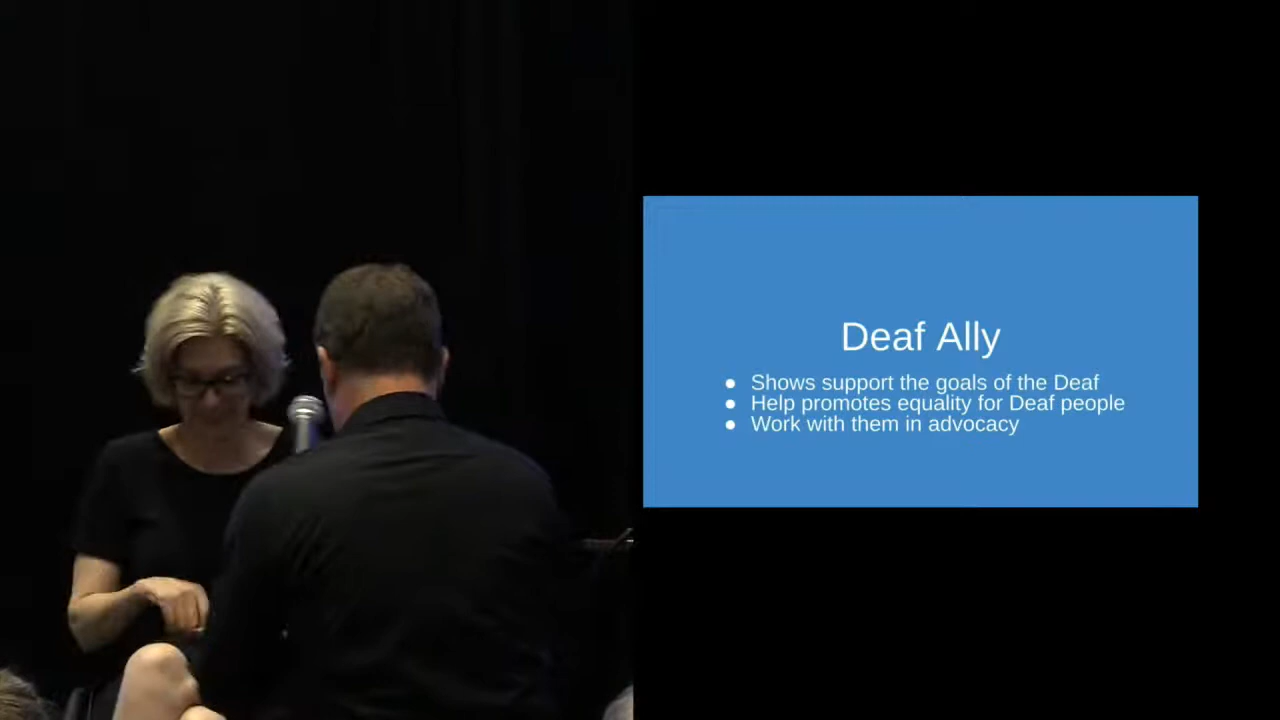 Deaf Ally
● Shows support the goals of the Deaf
● Help promotes equality for Deaf people
● Work with them in advocacy